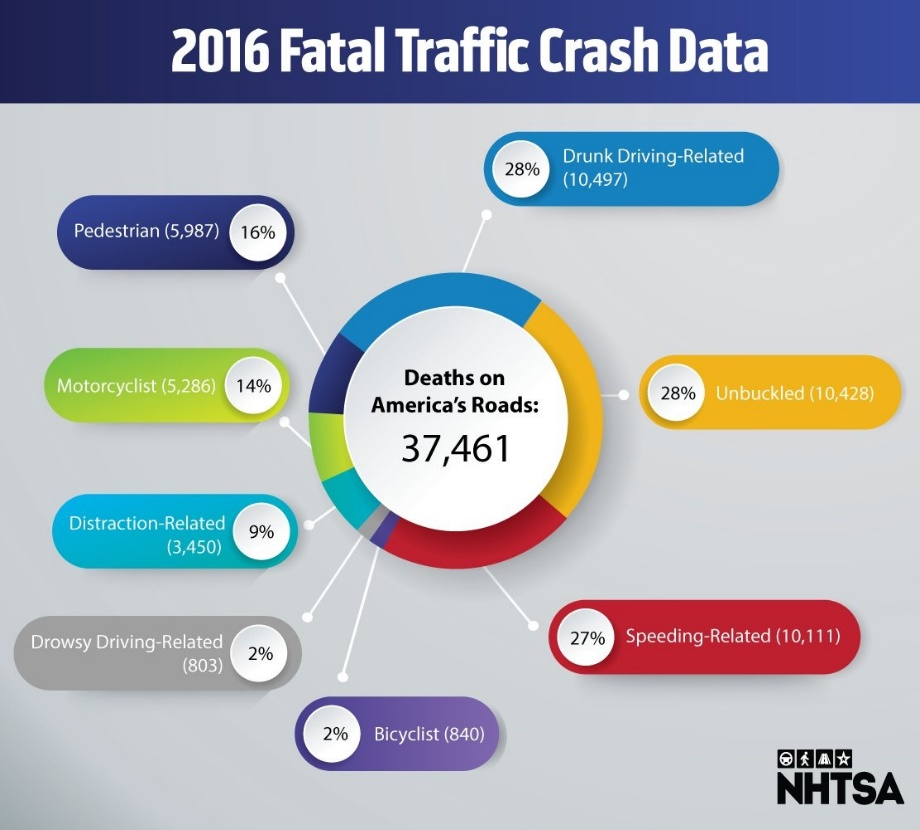 2016 Fatal Traffic Crash Data
28%
Drunk Driving-Related
(10,497)
Pedestrian (5,987)
16%
Deaths on
America's Roads:
37,461
Motorcyclist (5,286)
14%
28%
Unbuckled (10,428)
Distraction-Related
(3,450)
9%
27%
Speeding-Related (10,111)
Drowsy Driving-Related
(803)
2%
2%
Bicyclist (840)
NHTSA